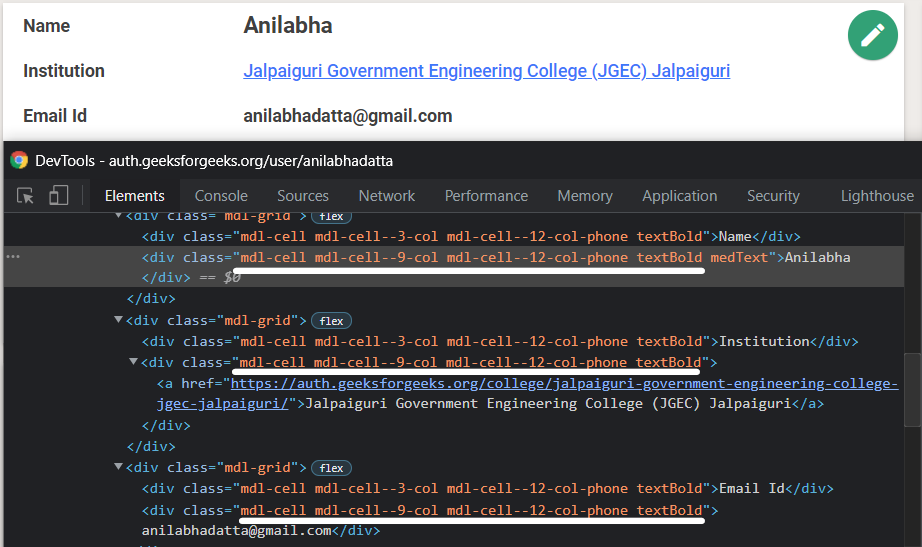 Name Anilabha
Institution Jalpaiguri Government Engineering College (JGEC) Jalpaiguri
Email Id anilabhadatta@gmail.com
DevTools - auth.geeksforgeeks.org/user/anilabhadatta
Elements Console Sources Network Performance Memory Application Security Lighthouse
<div class="mdl-grid"> flex
<div class="mdl-cell mdl-cell--3-col mdl-cell--12-col-phone textBold">Name</div>
... <div class="mdl-cell mdl-cell--9-col mdl-cell--12-col-phone textBold medText">Anilabha
</div> == $0
</div>
<div class="mdl-grid"> flex
<div class="mdl-cell mdl-cell--3-col mdl-cell--12-col-phone textBold">Institution</div>
<div class="mdl-cell mdl-cell--9-col mdl-cell--12-col-phone textBold">
<a href="https://auth.geeksforgeeks.org/college/jalpaiguri-government-engineering-college-
jgec-jalpaiguri/">Jalpaiguri Government Engineering College (JGEC) Jalpaiguri</a>
</div>
</div>
<div class="mdl-grid"> flex
<div class="mdl-cell mdl-cell--3-col mdl-cell--12-col-phone textBold">Email Id</div>
<div class="mdl-cell mdl-cell--9-col mdl-cell--12-col-phone textBold">
anilabhadatta@gmail.com</div>